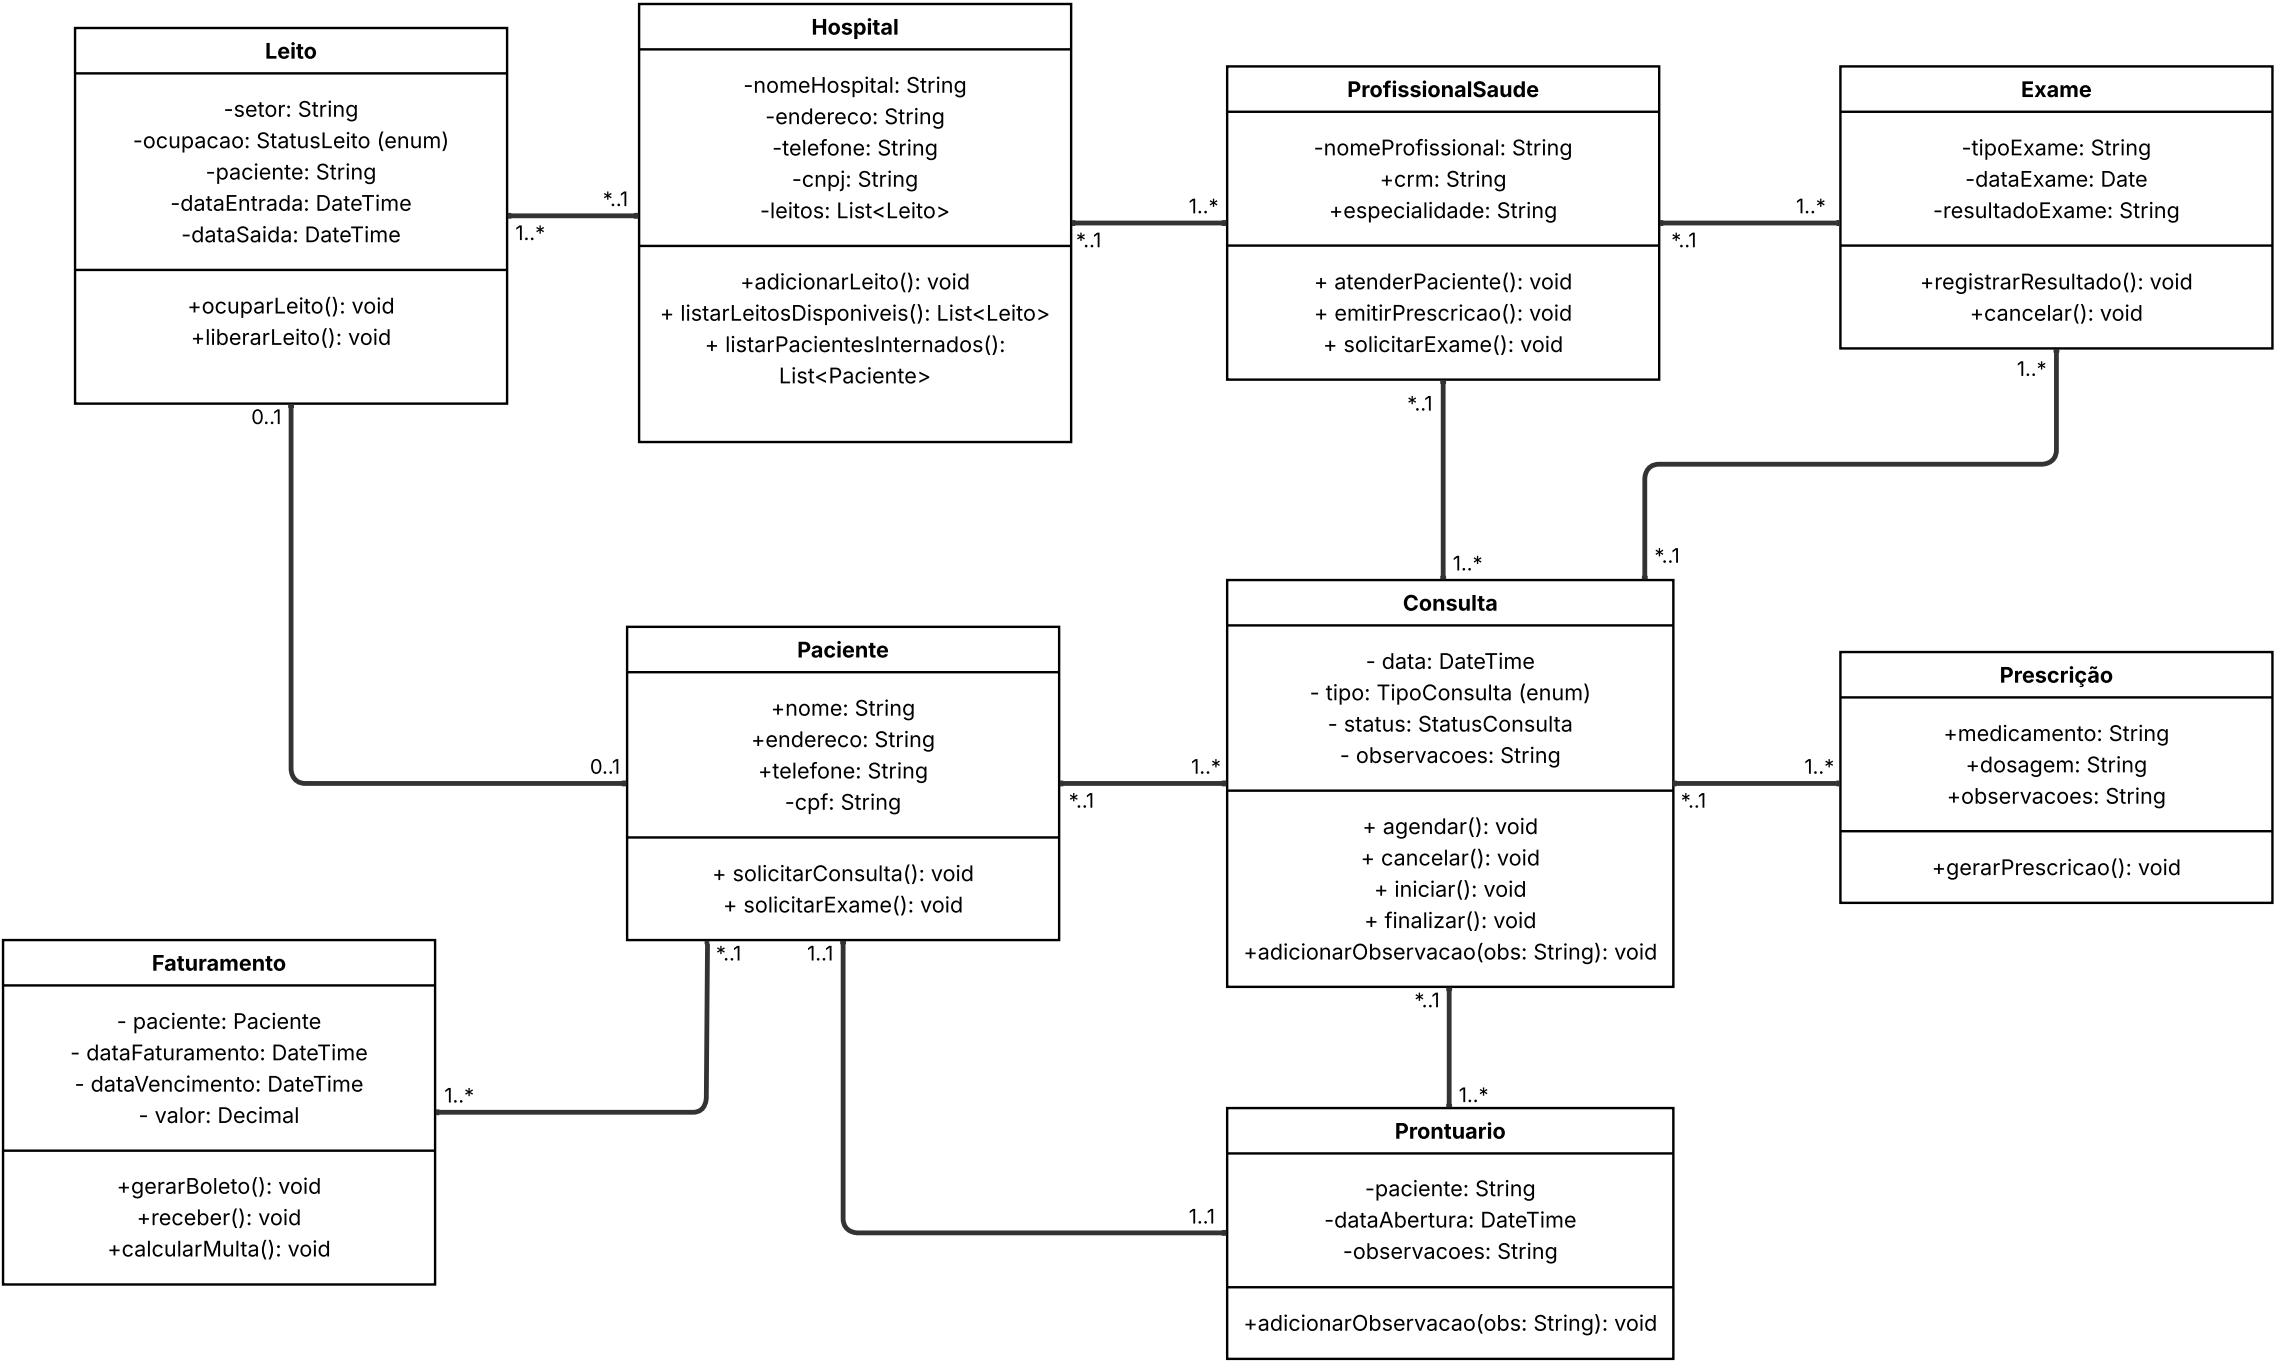 Leito
-setor: String
-ocupacao: StatusLeito (enum)
-paciente: String
-dataEntrada: DateTime
-dataSaida: DateTime
+ocuparLeito(): void
+liberarLeito(): void
*..1
1..*
0..1
Hospital
-nomeHospital: String
-endereco: String
-telefone: String
-cnpj: String
-leitos: List<Leito>
+adicionarLeito(): void
+ listarLeitosDisponiveis(): List<Leito>
+ listarPacientesInternados():
List<Paciente>
1..*
*..1
ProfissionalSaude
-nomeProfissional: String
+crm: String
+especialidade: String
+ atenderPaciente(): void
+ emitirPrescricao(): void
+ solicitarExame(): void
1..*
*..1
*..1
Exame
-tipoExame: String
-dataExame: Date
-resultadoExame: String
+registrarResultado(): void
+cancelar(): void
1..*
*..1
1..*
Paciente
+nome: String
+endereco: String
+telefone: String
-cpf: String
+ solicitarConsulta(): void
+ solicitarExame(): void
0..1
1..*
*..1
*..1
1..1
Consulta
- data: DateTime
- tipo: TipoConsulta (enum)
- status: StatusConsulta
- observacoes: String
+ agendar(): void
+ cancelar(): void
+ iniciar(): void
+ finalizar(): void
+adicionarObservacao(obs: String): void
1..*
*..1
*..1
Prescrição
+medicamento: String
+dosagem: String
+observacoes: String
+gerarPrescricao(): void
Faturamento
- paciente: Paciente
- dataFaturamento: DateTime
- dataVencimento: DateTime
- valor: Decimal
+gerarBoleto(): void
+receber(): void
+calcularMulta(): void
1..*
1..*
1..1
Prontuario
-paciente: String
-dataAbertura: DateTime
-observacoes: String
+adicionarObservacao(obs: String): void